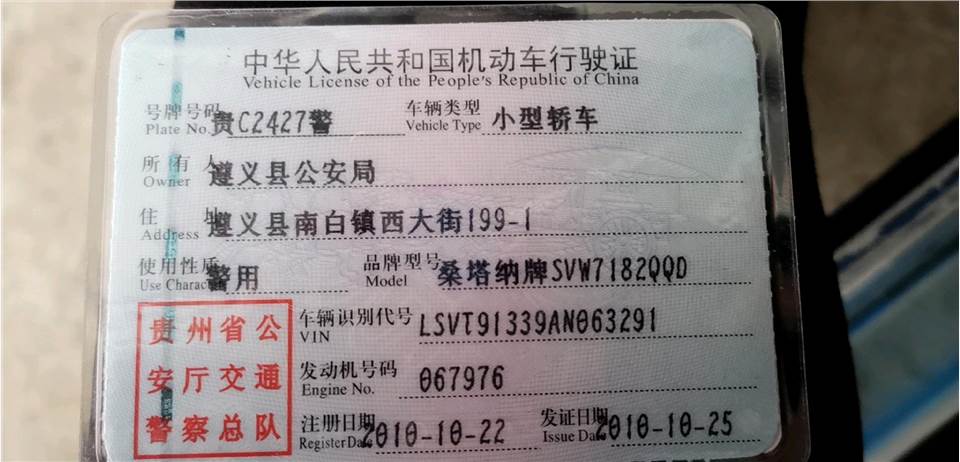 中华人民共和国机动车行驶证
Vehicle License of the People's Republic of China
号牌号码 贵C2427警 车辆类型 小型轿车
Plate No. Vehicle Type
所有人 遵义县公安局
Owner
住址 遵义县南白镇西大街199-1
Address
使用性质 警用 品牌型号 桑塔纳牌SVW7182QQD
Use Character Model
贵州省公 车辆识别代号 LSVT91339AN063291
VIN
安厅交通 发动机号码 067976
Engine No.
警察总队 注册日期 2010-10-22 发证日期 2010-10-25
Register Date Issue Date